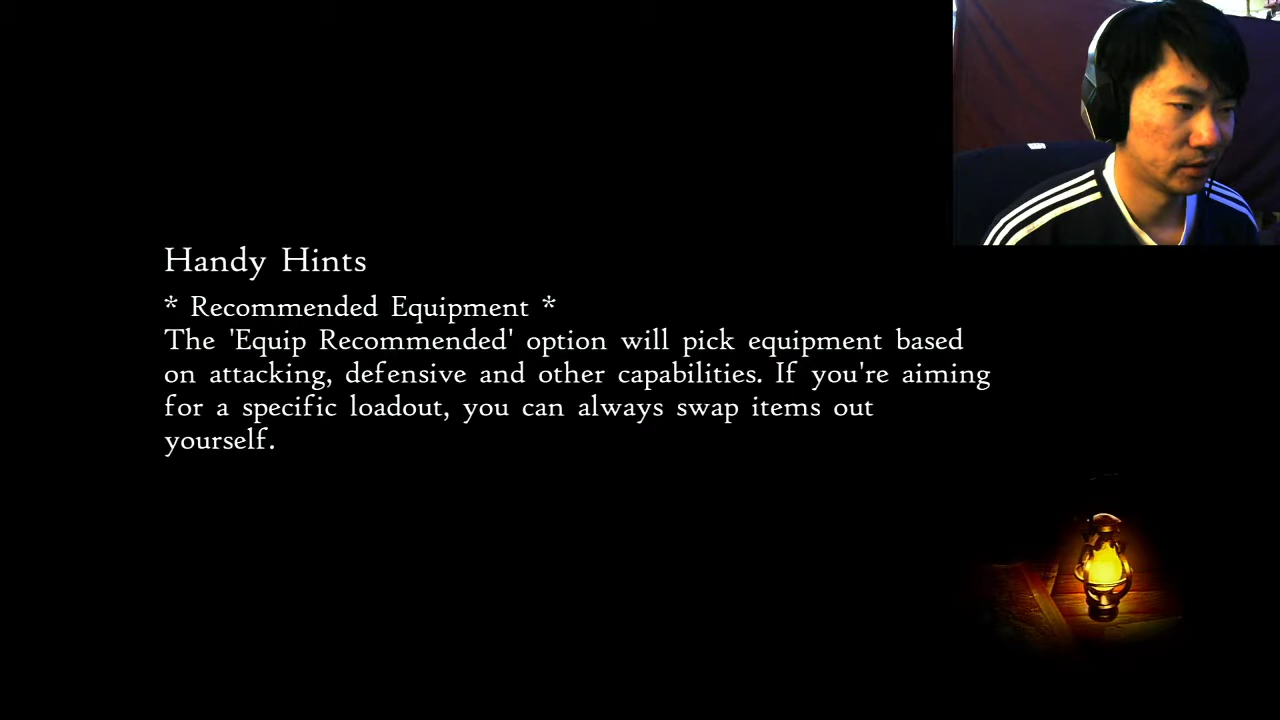 Handy Hints
* Recommended Equipment *
The 'Equip Recommended' option will pick equipment based
on attacking, defensive and other capabilities. If you're aiming
for a specific loadout, you can always swap items out
yourself.